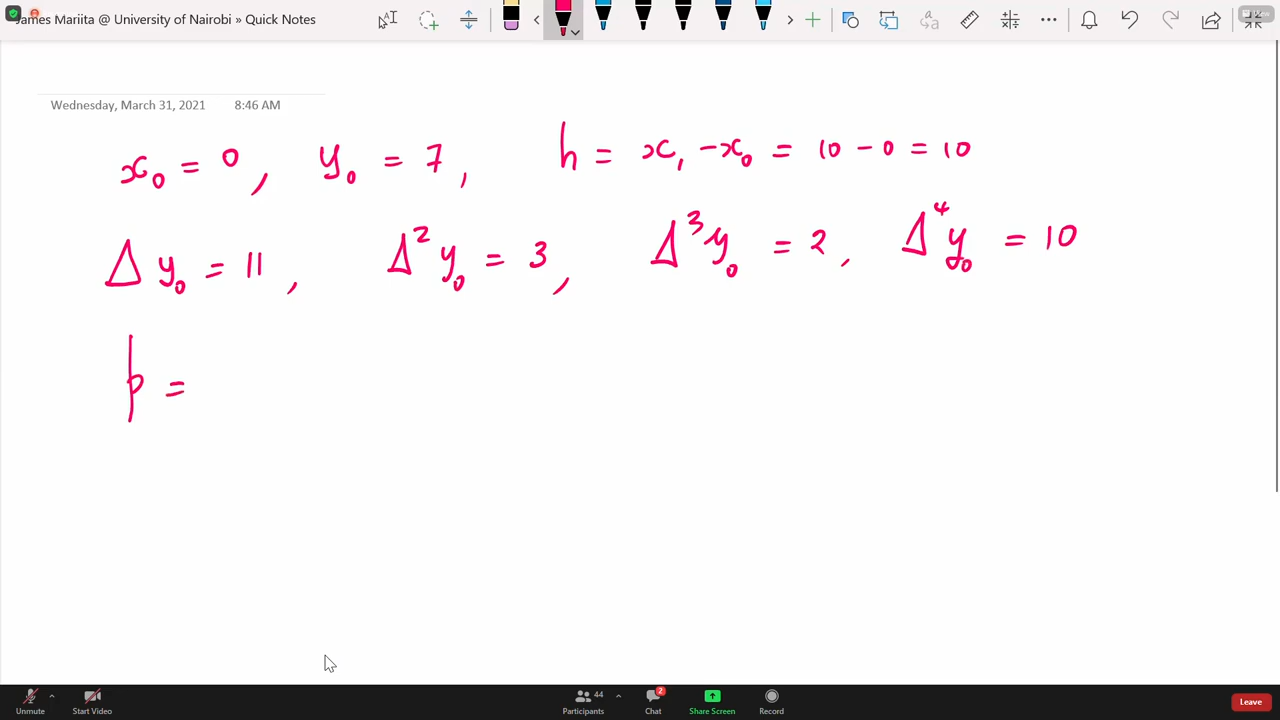 James Mariita @ University of Nairobi » Quick Notes
View
Wednesday, March 31, 2021 8:46 AM
x₀ = 0, y₀ = 7, h = x₁ - x₀ = 10 - 0 = 10
Δy₀ = 11, Δ²y₀ = 3, Δ³y₀ = 2, Δ⁴y₀ = 10
p =
44
2
Unmute Start Video Participants Chat Share Screen Record Leave